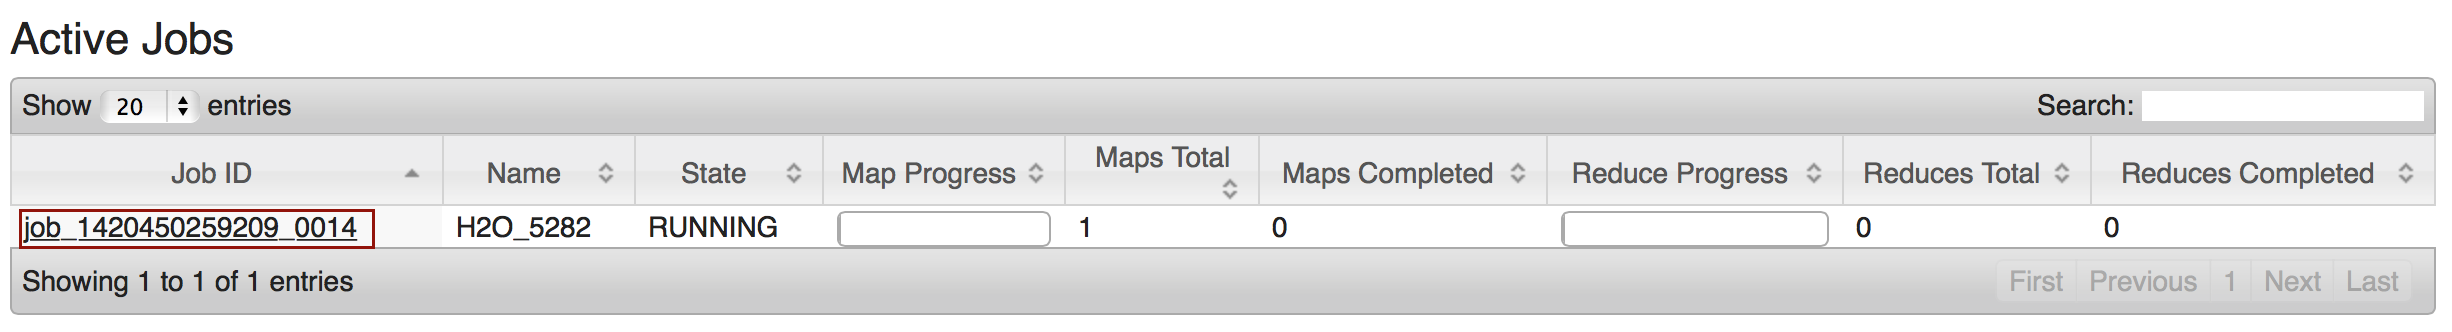 Active Jobs
Show 20 entries Search:
Job ID Name State Map Progress Maps Total Maps Completed Reduce Progress Reduces Total Reduces Completed
job_1420450259209_0014 H2O_5282 RUNNING 1 0 0 0
Showing 1 to 1 of 1 entries First Previous 1 Next Last